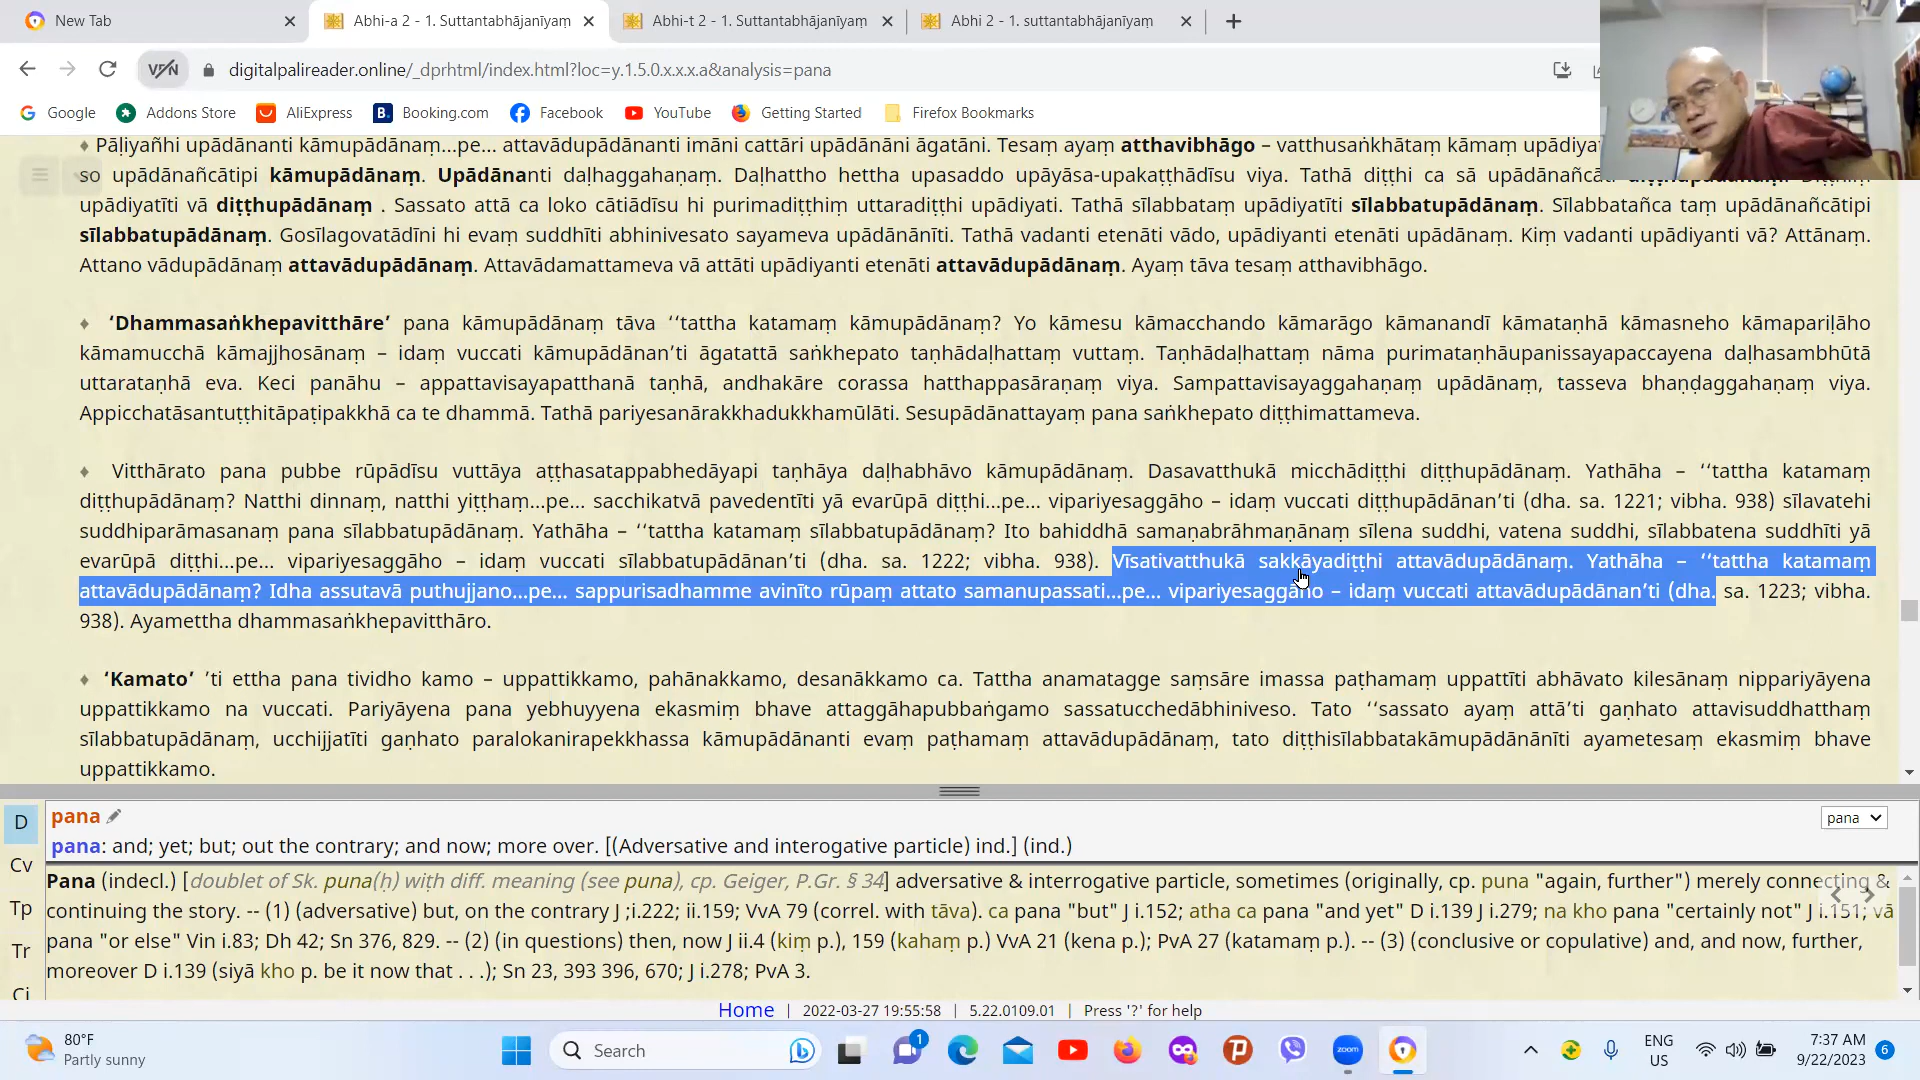 New Tab
Abhi-a 2 - 1. Suttantabhājanīyaṃ
Abhi-t 2 - 1. Suttantabhājanīyaṃ
Abhi 2 - 1. suttantabhājanīyaṃ
VPN
digitalpalireader.online/_dprhtml/index.html?loc=y.1.5.0.x.x.x.a&analysis=pana
Google
Addons Store
AliExpress
Booking.com
Facebook
YouTube
Getting Started
Firefox Bookmarks
♦ Pāḷiyañhi upādānanti kāmupādānaṃ...pe... attavādupādānanti imāni cattāri upādānāni āgatāni. Tesaṃ ayaṃ atthavibhāgo – vatthusaṅkhātaṃ kāmaṃ upādiyat
so upādānañcātipi kāmupādānaṃ. Upādānanti daḷhaggahaṇaṃ. Daḷhattho hettha upasaddo upāyāsa-upakaṭṭhādīsu viya. Tathā diṭṭhi ca sā upādānañcāti
upādiyatīti vā diṭṭhupādānaṃ . Sassato attā ca loko cātiādīsu hi purimadiṭṭhiṃ uttaradiṭṭhi upādiyati. Tathā sīlabbataṃ upādiyatīti sīlabbatupādānaṃ. Sīlabbatañca taṃ upādānañcātipi
sīlabbatupādānaṃ. Gosīlagovatādīni hi evaṃ suddhīti abhinivesato sayameva upādānānīti. Tathā vadanti etenāti vādo, upādiyanti etenāti upādānaṃ. Kiṃ vadanti upādiyanti vā? Attānaṃ.
Attano vādupādānaṃ attavādupādānaṃ. Attavādamattameva vā attāti upādiyanti etenāti attavādupādānaṃ. Ayaṃ tāva tesaṃ atthavibhāgo.
♦ ‘Dhammasaṅkhepavitthāre’ pana kāmupādānaṃ tāva ‘‘tattha katamaṃ kāmupādānaṃ? Yo kāmesu kāmacchando kāmarāgo kāmanandī kāmataṇhā kāmasneho kāmapariḷāho
kāmamucchā kāmajjhosānaṃ – idaṃ vuccati kāmupādānan’ti āgatattā saṅkhepato taṇhādaḷhattaṃ vuttaṃ. Taṇhādaḷhattaṃ nāma purimataṇhāupanissayapaccayena daḷhasambhūtā
uttarataṇhā eva. Keci panāhu – appattavisayapatthanā taṇhā, andhakāre corassa hatthappasāraṇaṃ viya. Sampattavisayaggahaṇaṃ upādānaṃ, tasseva bhaṇḍaggahaṇaṃ viya.
Appicchatāsantuṭṭhitāpaṭipakkhā ca te dhammā. Tathā pariyesanārakkhadukkhamūlāti. Sesupādānattayaṃ pana saṅkhepato diṭṭhimattameva.
♦ Vitthārato pana pubbe rūpādīsu vuttāya aṭṭhasatappabhedāyapi taṇhāya daḷhabhāvo kāmupādānaṃ. Dasavatthukā micchādiṭṭhi diṭṭhupādānaṃ. Yathāha – ‘‘tattha katamaṃ
diṭṭhupādānaṃ? Natthi dinnaṃ, natthi yiṭṭhaṃ...pe... sacchikatvā pavedentīti yā evarūpā diṭṭhi...pe... vipariyesaggāho – idaṃ vuccati diṭṭhupādānan’ti (dha. sa. 1221; vibha. 938) sīlavatehi
suddhiparāmasanaṃ pana sīlabbatupādānaṃ. Yathāha – ‘‘tattha katamaṃ sīlabbatupādānaṃ? Ito bahiddhā samaṇabrāhmaṇānaṃ sīlena suddhi, vatena suddhi, sīlabbatena suddhīti yā
evarūpā diṭṭhi...pe... vipariyesaggāho – idaṃ vuccati sīlabbatupādānan’ti (dha. sa. 1222; vibha. 938). Vīsativatthukā sakkāyadiṭṭhi attavādupādānaṃ. Yathāha – ‘‘tattha katamaṃ
attavādupādānaṃ? Idha assutavā puthujjano...pe... sappurisadhamme avinīto rūpaṃ attato samanupassati...pe... vipariyesaggāho – idaṃ vuccati attavādupādānan’ti (dha. sa. 1223; vibha.
938). Ayamettha dhammasaṅkhepavitthāro.
♦ ‘Kamato’ ’ti ettha pana tividho kamo – uppattikkamo, pahānakkamo, desanākkamo ca. Tattha anamatagge saṃsāre imassa paṭhamaṃ uppattīti abhāvato kilesānaṃ nippariyāyena
uppattikkamo na vuccati. Pariyāyena pana yebhuyyena ekasmiṃ bhave attaggāhapubbaṅgamo sassatucchedābhiniveso. Tato ‘‘sassato ayaṃ attā’ti gaṇhato attavisuddhatthaṃ
sīlabbatupādānaṃ, ucchijjatīti gaṇhato paralokanirapekkhassa kāmupādānanti evaṃ paṭhamaṃ attavādupādānaṃ, tato diṭṭhisīlabbatakāmupādānānīti ayametesaṃ ekasmiṃ bhave
uppattikkamo.
D
Cv
Tp
Tr
Ci
pana
pana
pana: and; yet; but; out the contrary; and now; more over. [(Adversative and interogative particle) ind.] (ind.)
Pana (indecl.) [doublet of Sk. puna(ḥ) wiṭh diff. meaning (see puna), cp. Geiger, P.Gr. § 34] adversative & interrogative particle, sometimes (originally, cp. puna "again, further") merely connecting &
continuing the story. -- (1) (adversative) but, on the contrary J ;i.222; ii.159; VvA 79 (correl. with tāva). ca pana "but" J i.152; atha ca pana "and yet" D i.139 J i.279; na kho pana "certainly not" J i.151; vā
pana "or else" Vin i.83; Dh 42; Sn 376, 829. -- (2) (in questions) then, now J ii.4 (kiṃ p.), 159 (kahaṃ p.) VvA 21 (kena p.); PvA 27 (katamaṃ p.). -- (3) (conclusive or copulative) and, and now, further,
moreover D i.139 (siyā kho p. be it now that . . .); Sn 23, 393 396, 670; J i.278; PvA 3.
Home | 2022-03-27 19:55:58 | 5.22.0109.01 | Press '?' for help
80°F
Partly sunny
Search
1
zoom
ENG
US
7:37 AM
9/22/2023
6